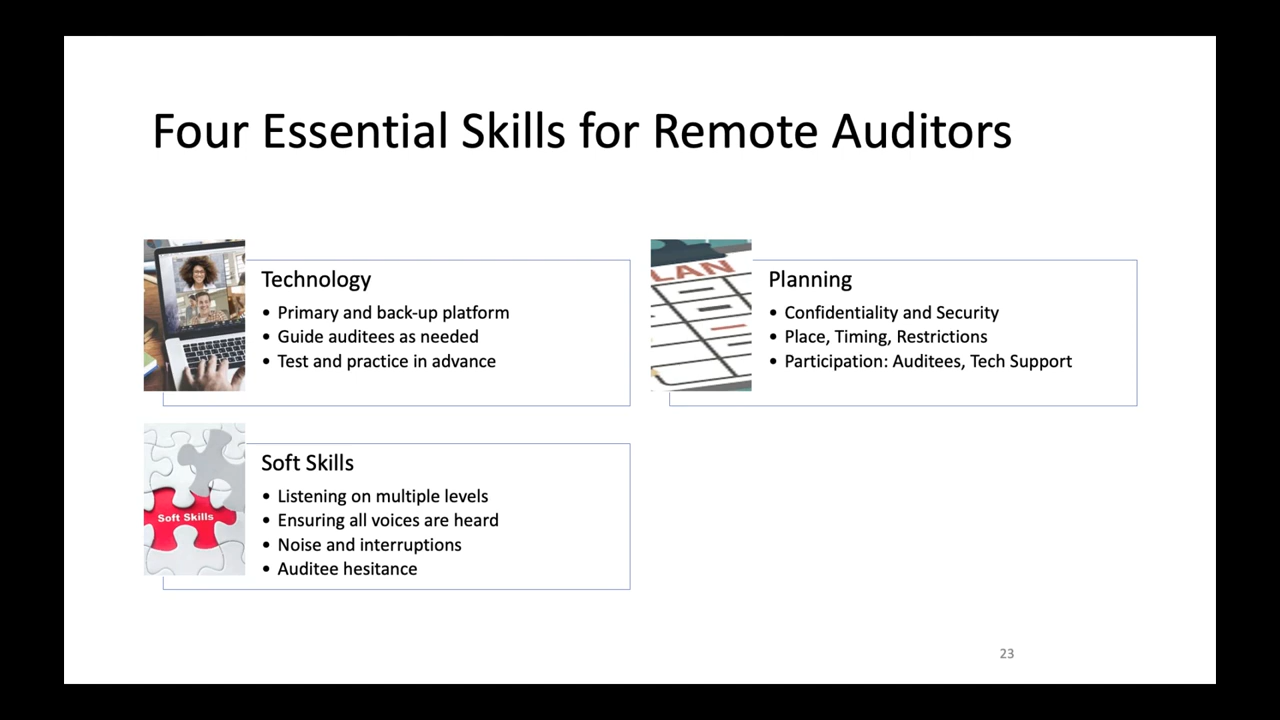 Four Essential Skills for Remote Auditors
Technology
• Primary and back-up platform
• Guide auditees as needed
• Test and practice in advance
LAN
Planning
• Confidentiality and Security
• Place, Timing, Restrictions
• Participation: Auditees, Tech Support
Soft Skills
Soft Skills
• Listening on multiple levels
• Ensuring all voices are heard
• Noise and interruptions
• Auditee hesitance
23